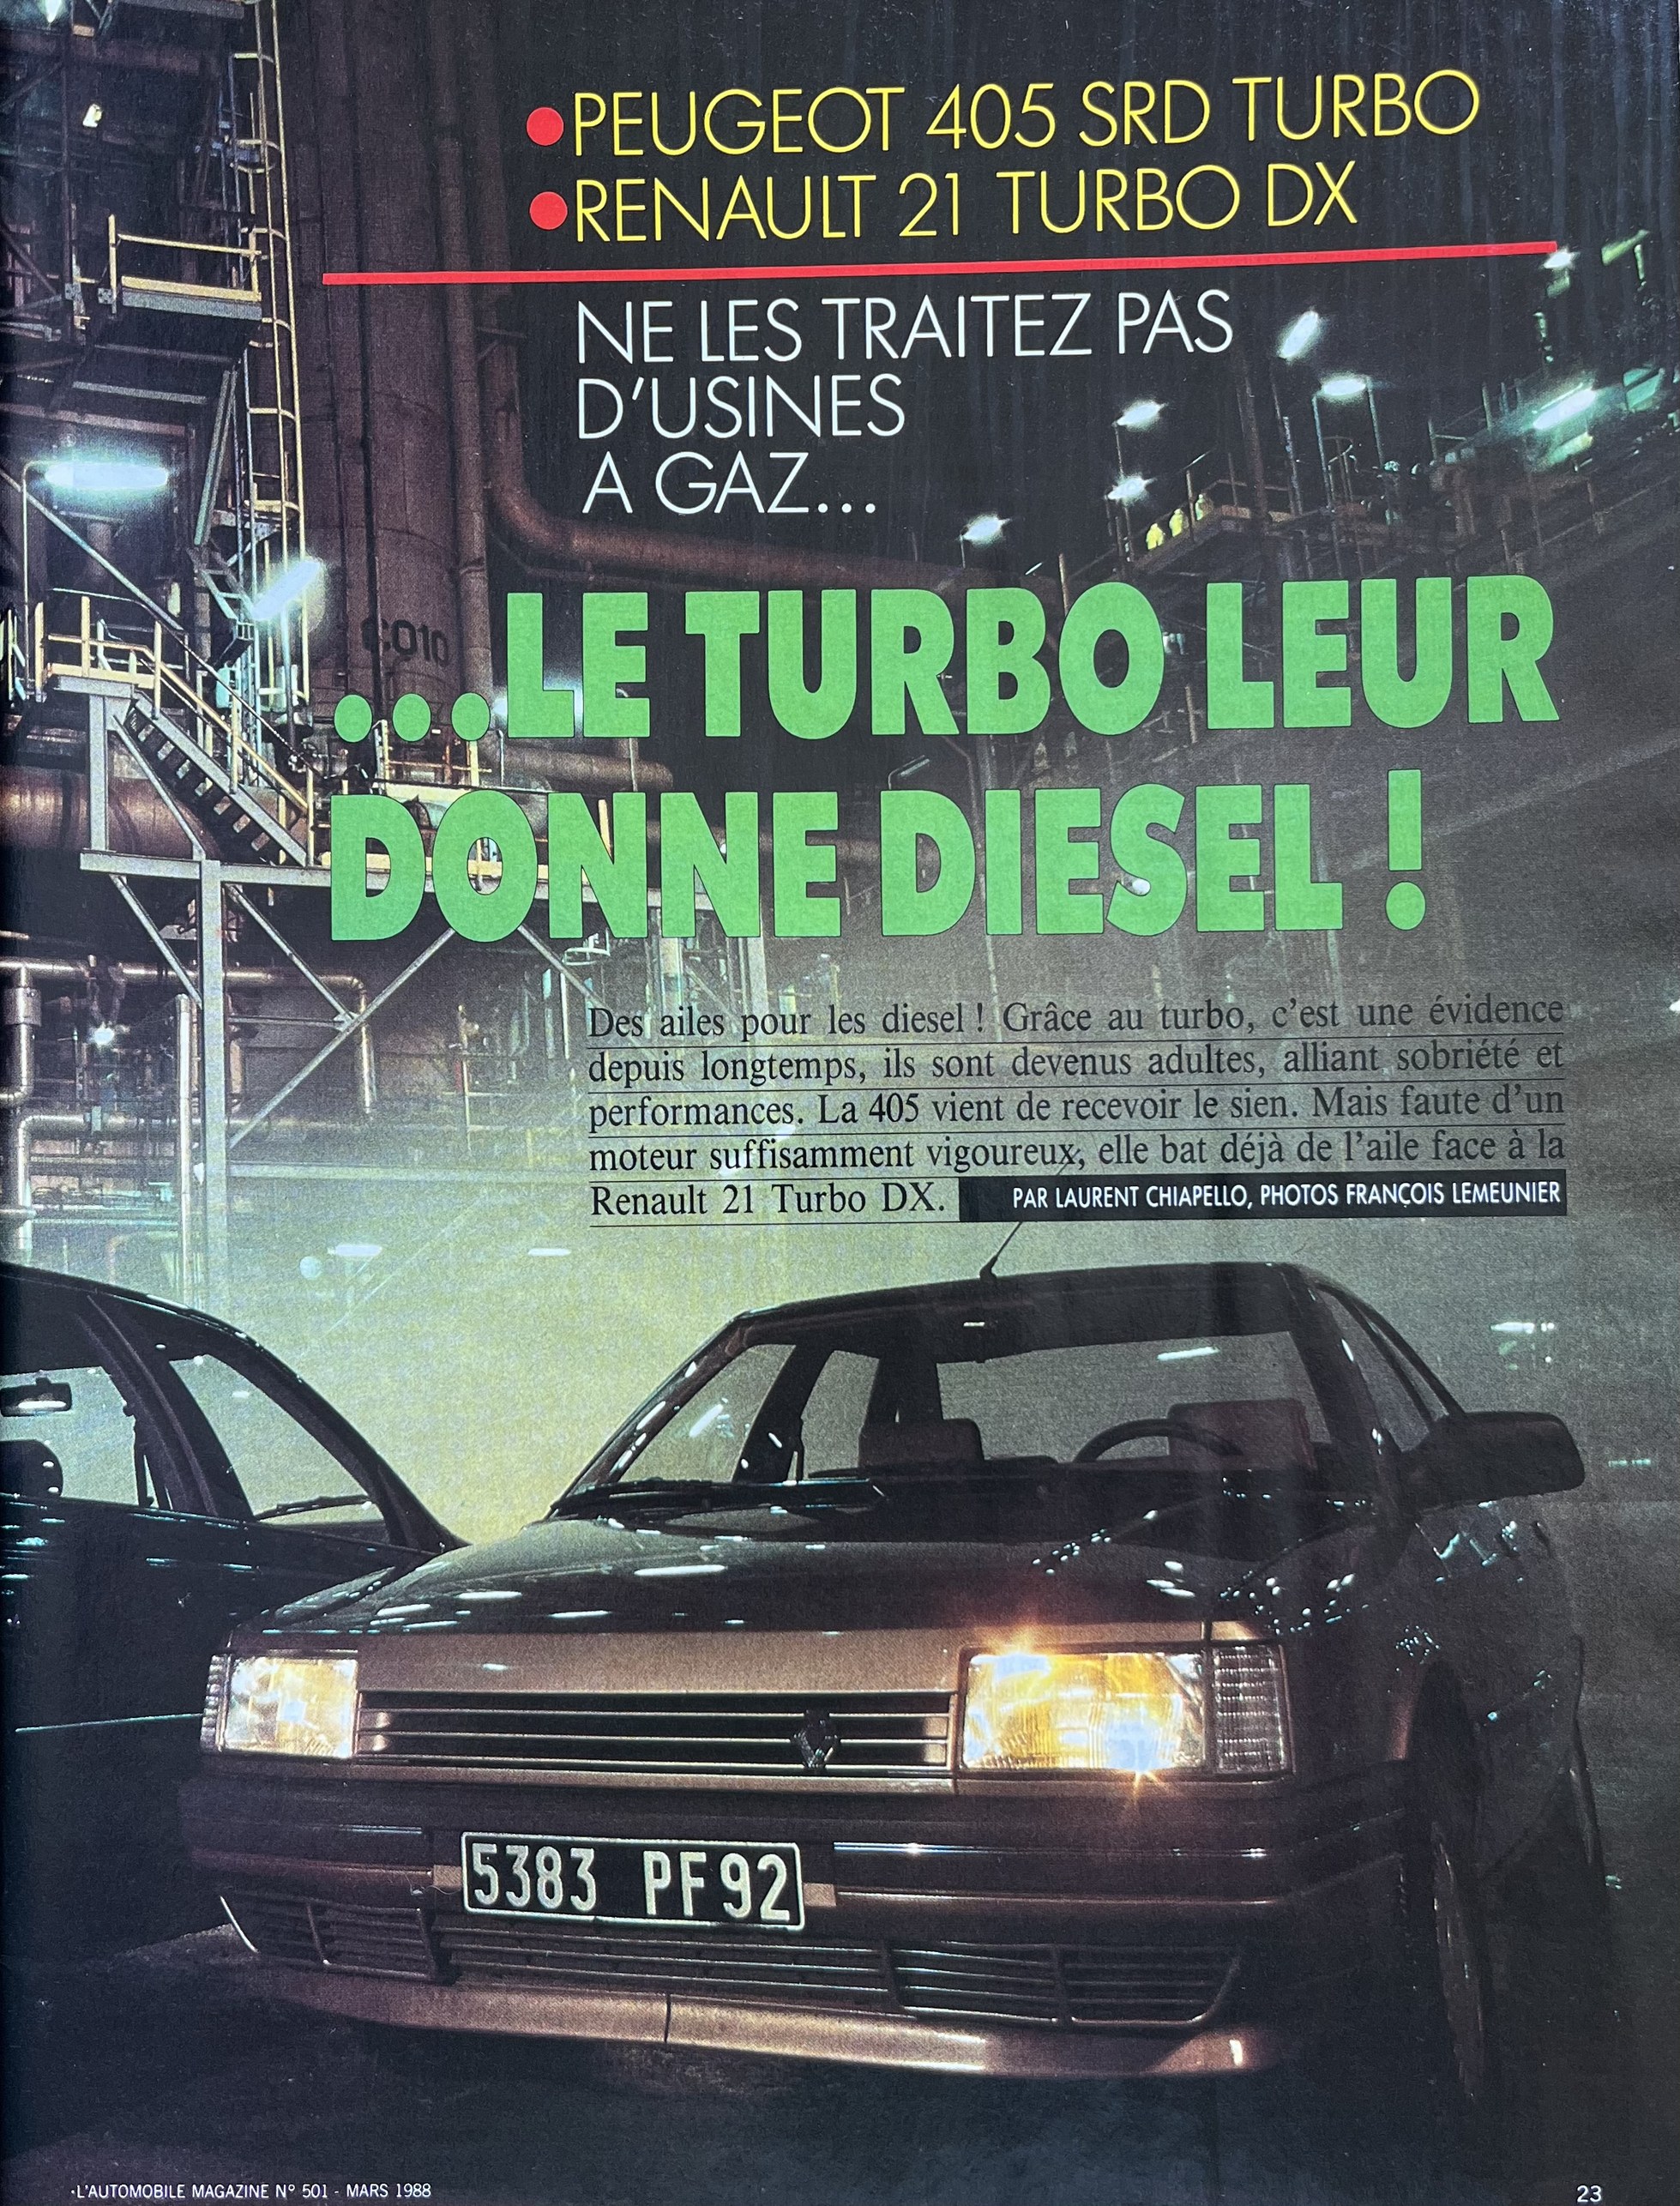 •PEUGEOT 405 SRD TURBO
•RENAULT 21 TURBO DX
NE LES TRAITEZ PAS
D'USINES
A GAZ...
CO10
...LE TURBO LEUR
DONNE DIESEL !
Des ailes pour les diesel ! Grâce au turbo, c'est une évidence
depuis longtemps, ils sont devenus adultes, alliant sobriété et
performances. La 405 vient de recevoir le sien. Mais faute d'un
moteur suffisamment vigoureux, elle bat déjà de l'aile face à la
Renault 21 Turbo DX. PAR LAURENT CHIAPELLO, PHOTOS FRANÇOIS LEMEUNIER
5383 PF 92
·L'AUTOMOBILE MAGAZINE N° 501 - MARS 1988
23